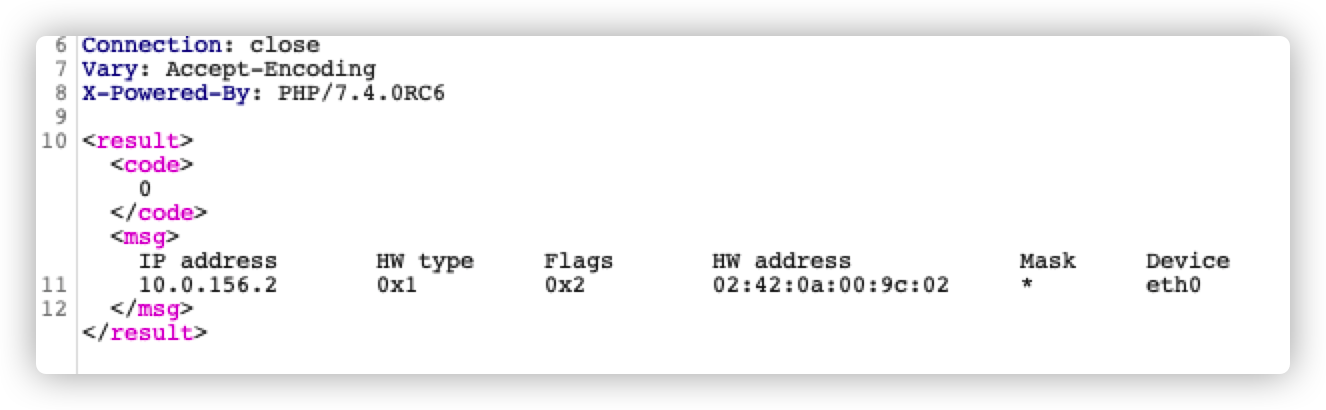 6 Connection: close
7 Vary: Accept-Encoding
8 X-Powered-By: PHP/7.4.0RC6
9
10 <result>
<code>
0
</code>
<msg>
IP address HW type Flags HW address Mask Device
11 10.0.156.2 0x1 0x2 02:42:0a:00:9c:02 * eth0
12 </msg>
</result>